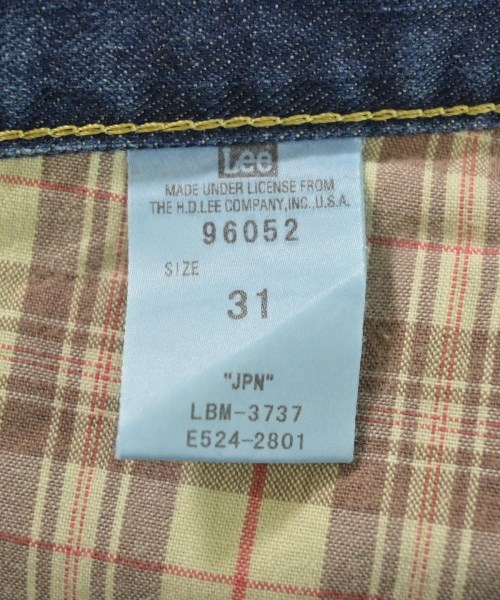 Lee
MADE UNDER LICENSE FROM
THE H.D.LEE COMPANY,INC.,U.S.A.
96052
SIZE
31
"JPN"
LBM-3737
E524-2801